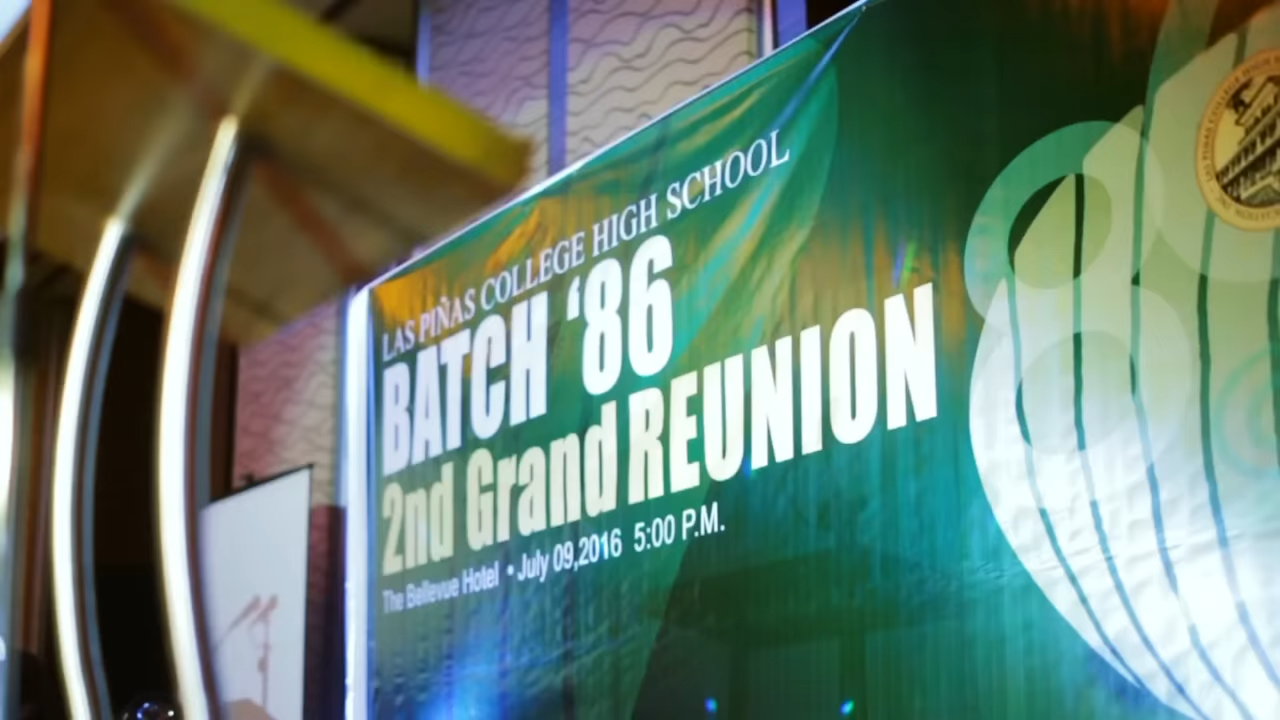 LAS PIÑAS COLLEGE HIGH SCHOOL
BATCH ‘86
2nd Grand REUNION
The Bellevue Hotel • July 09,2016 5:00 P.M.